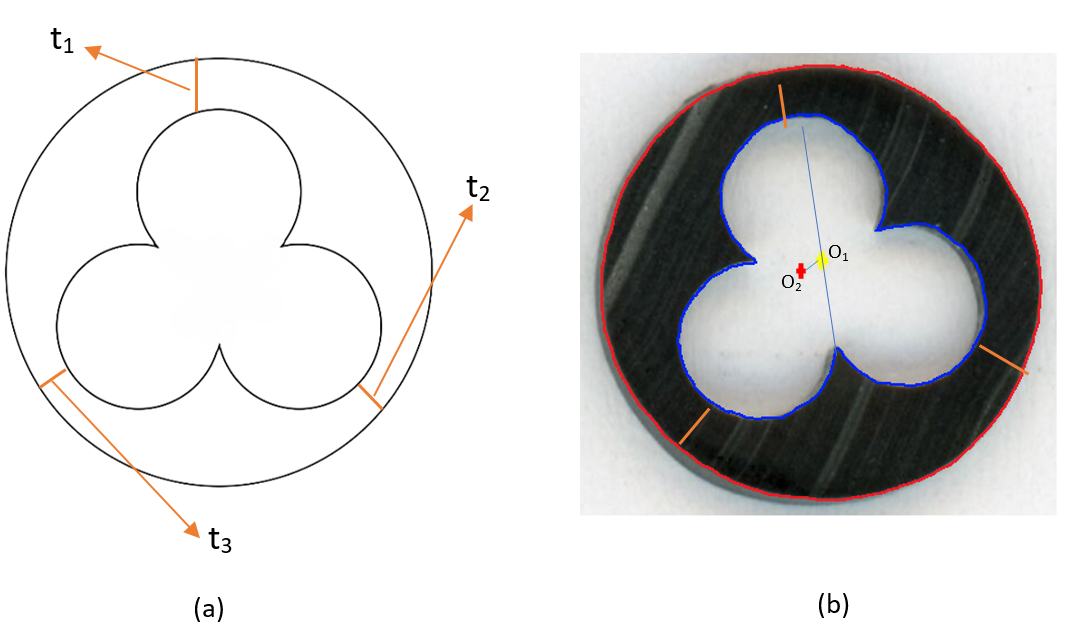 t₁
t₂
t₃
O₁
O₂
(a)
(b)